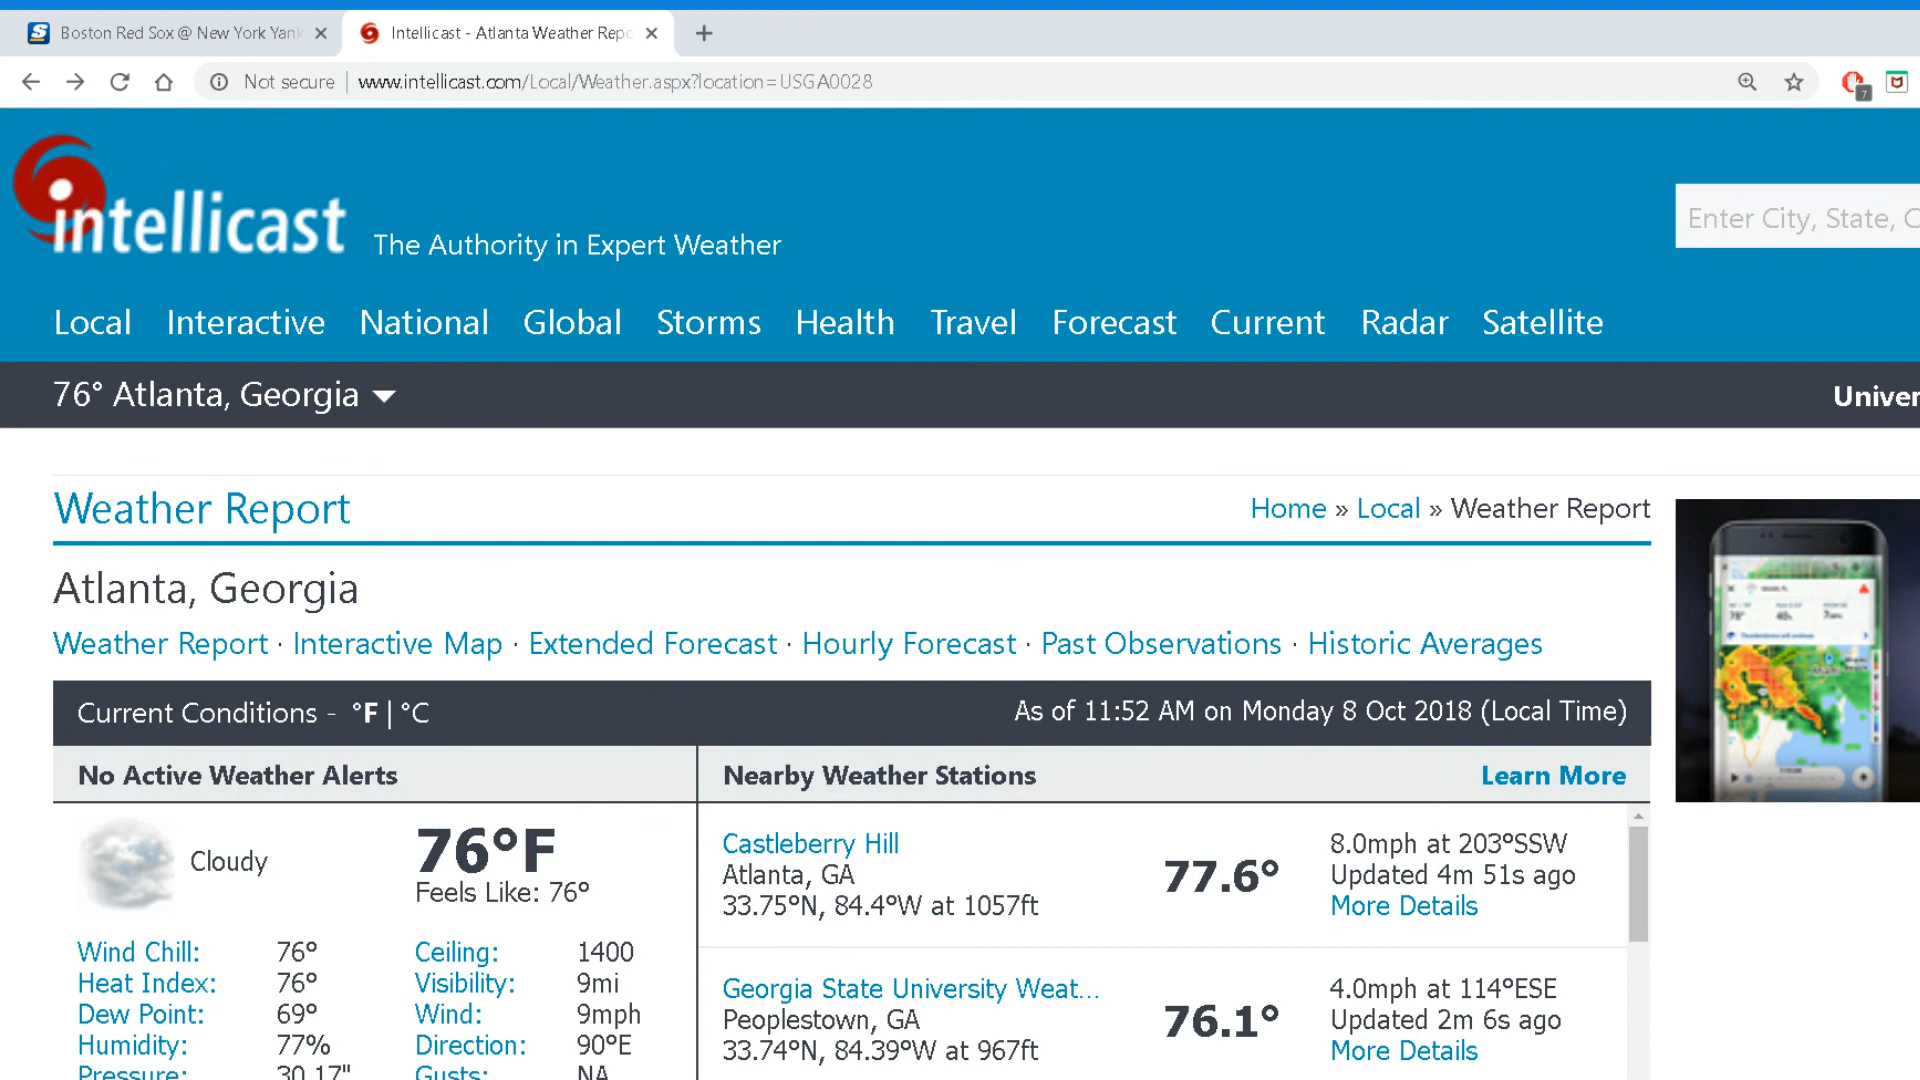 Boston Red Sox @ New York Yank
Intellicast - Atlanta Weather Repo
Not secure | www.intellicast.com/Local/Weather.aspx?location=USGA0028
7
intellicast
The Authority in Expert Weather
Enter City, State, C
Local Interactive National Global Storms Health Travel Forecast Current Radar Satellite
76° Atlanta, Georgia
Univer
Weather Report
Home » Local » Weather Report
Atlanta, Georgia
Weather Report · Interactive Map · Extended Forecast · Hourly Forecast · Past Observations · Historic Averages
Current Conditions - °F | °C
As of 11:52 AM on Monday 8 Oct 2018 (Local Time)
No Active Weather Alerts
Cloudy
76°F
Feels Like: 76°
Wind Chill: 76° Ceiling: 1400
Heat Index: 76° Visibility: 9mi
Dew Point: 69° Wind: 9mph
Humidity: 77% Direction: 90°E
Pressure: 30.17" Gusts: NA
Nearby Weather Stations
Learn More
Castleberry Hill
Atlanta, GA
33.75°N, 84.4°W at 1057ft
77.6°
8.0mph at 203°SSW
Updated 4m 51s ago
More Details
Georgia State University Weat...
Peoplestown, GA
33.74°N, 84.39°W at 967ft
76.1°
4.0mph at 114°ESE
Updated 2m 6s ago
More Details